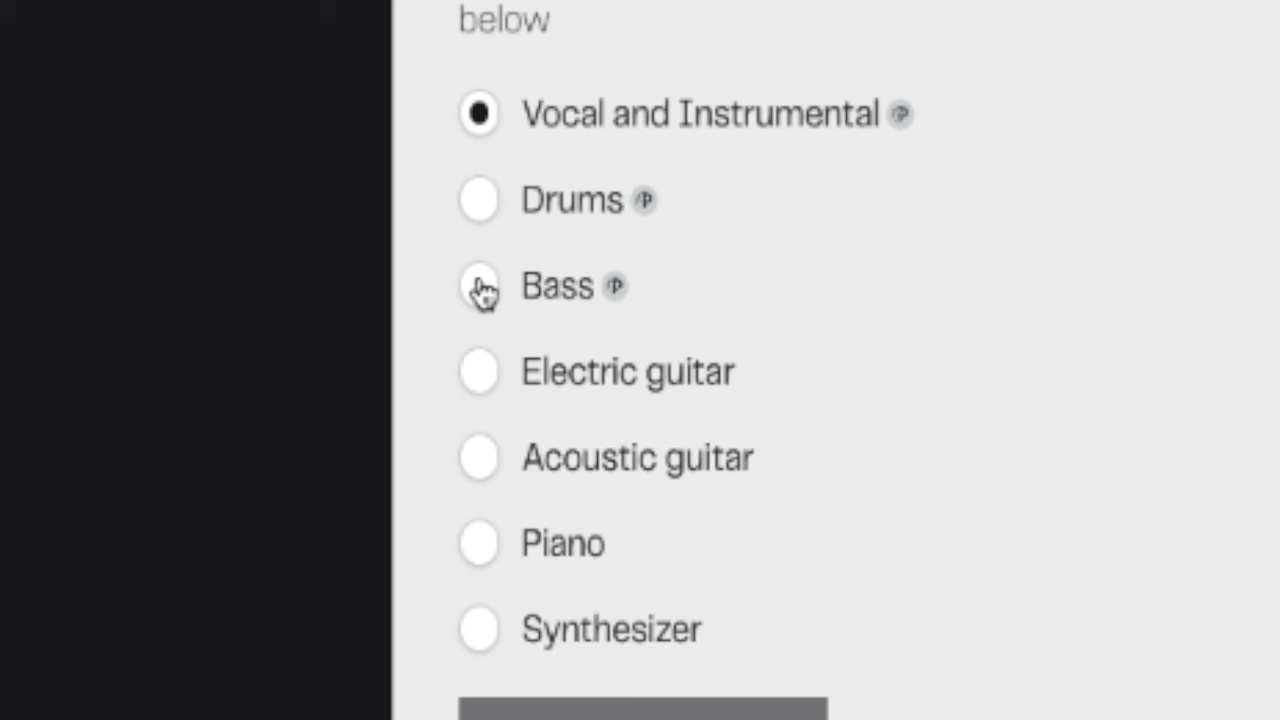 below
Vocal and Instrumental P
Drums P
Bass P
Electric guitar
Acoustic guitar
Piano
Synthesizer